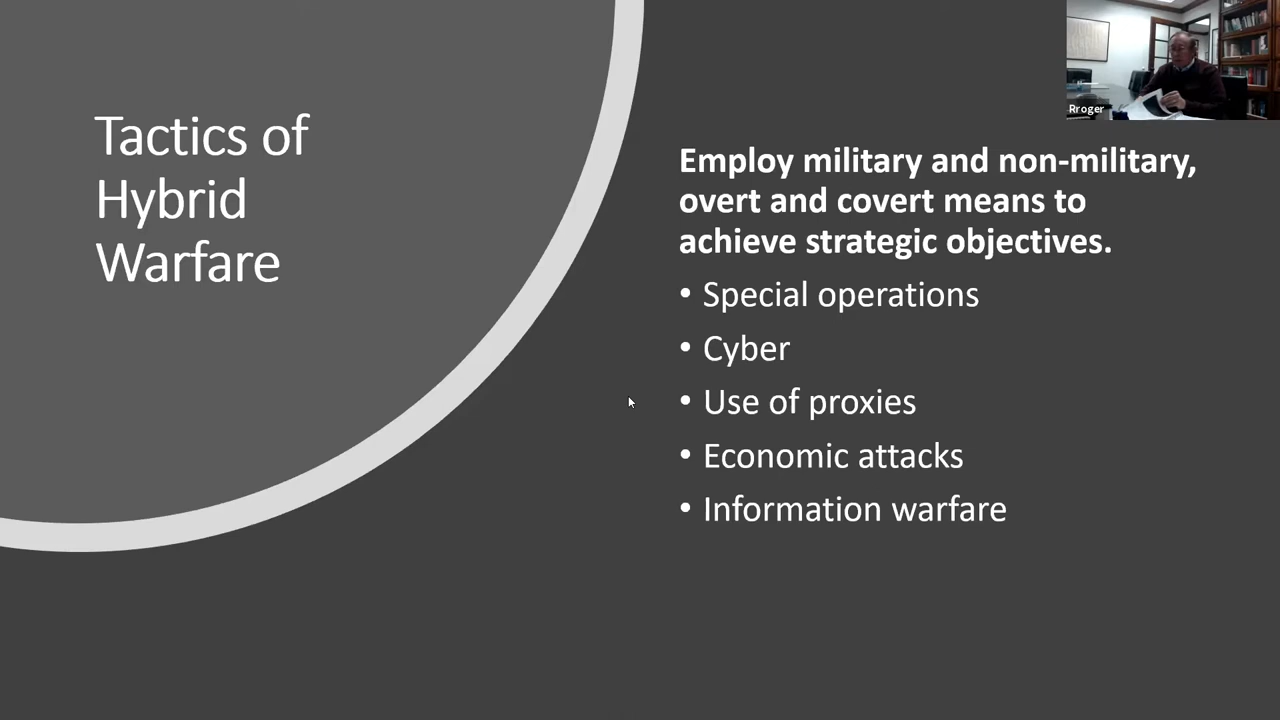 Tactics of
Hybrid
Warfare
Rroger
Employ military and non-military,
overt and covert means to
achieve strategic objectives.
• Special operations
• Cyber
• Use of proxies
• Economic attacks
• Information warfare